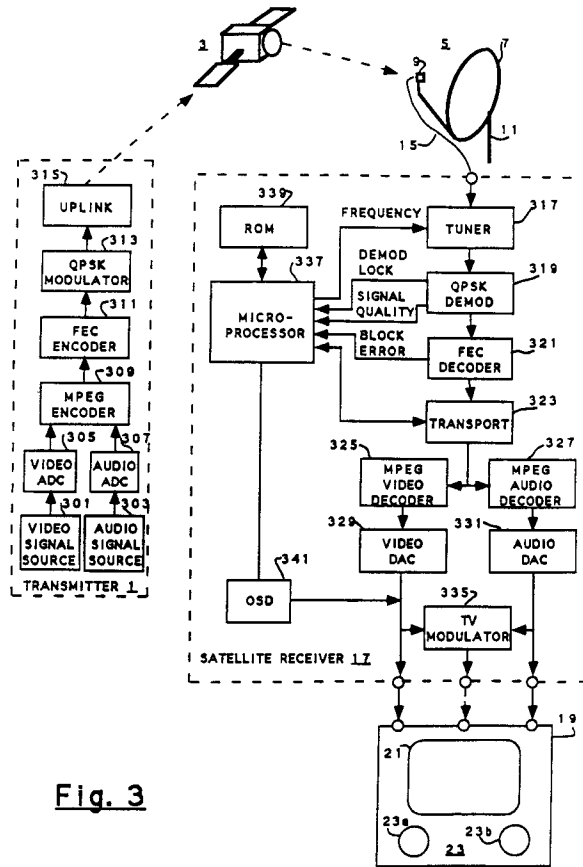 3
5
7
9
11
15
315
UPLINK
313
QPSK
MODULATOR
311
FEC
ENCODER
309
MPEG
ENCODER
305
307
VIDEO
ADC
AUDIO
ADC
301
303
VIDEO
SIGNAL
SOURCE
AUDIO
SIGNAL
SOURCE
TRANSMITTER 1
339
ROM
337
MICRO-
PROCESSOR
FREQUENCY
DEMOD
LOCK
SIGNAL
QUALITY
BLOCK
ERROR
317
TUNER
319
QPSK
DEMOD
321
FEC
DECODER
323
TRANSPORT
325
327
MPEG
VIDEO
DECODER
MPEG
AUDIO
DECODER
329
331
VIDEO
DAC
AUDIO
DAC
341
OSD
335
TV
MODULATOR
SATELLITE RECEIVER 17
19
21
23a
23
23b
Fig. 3